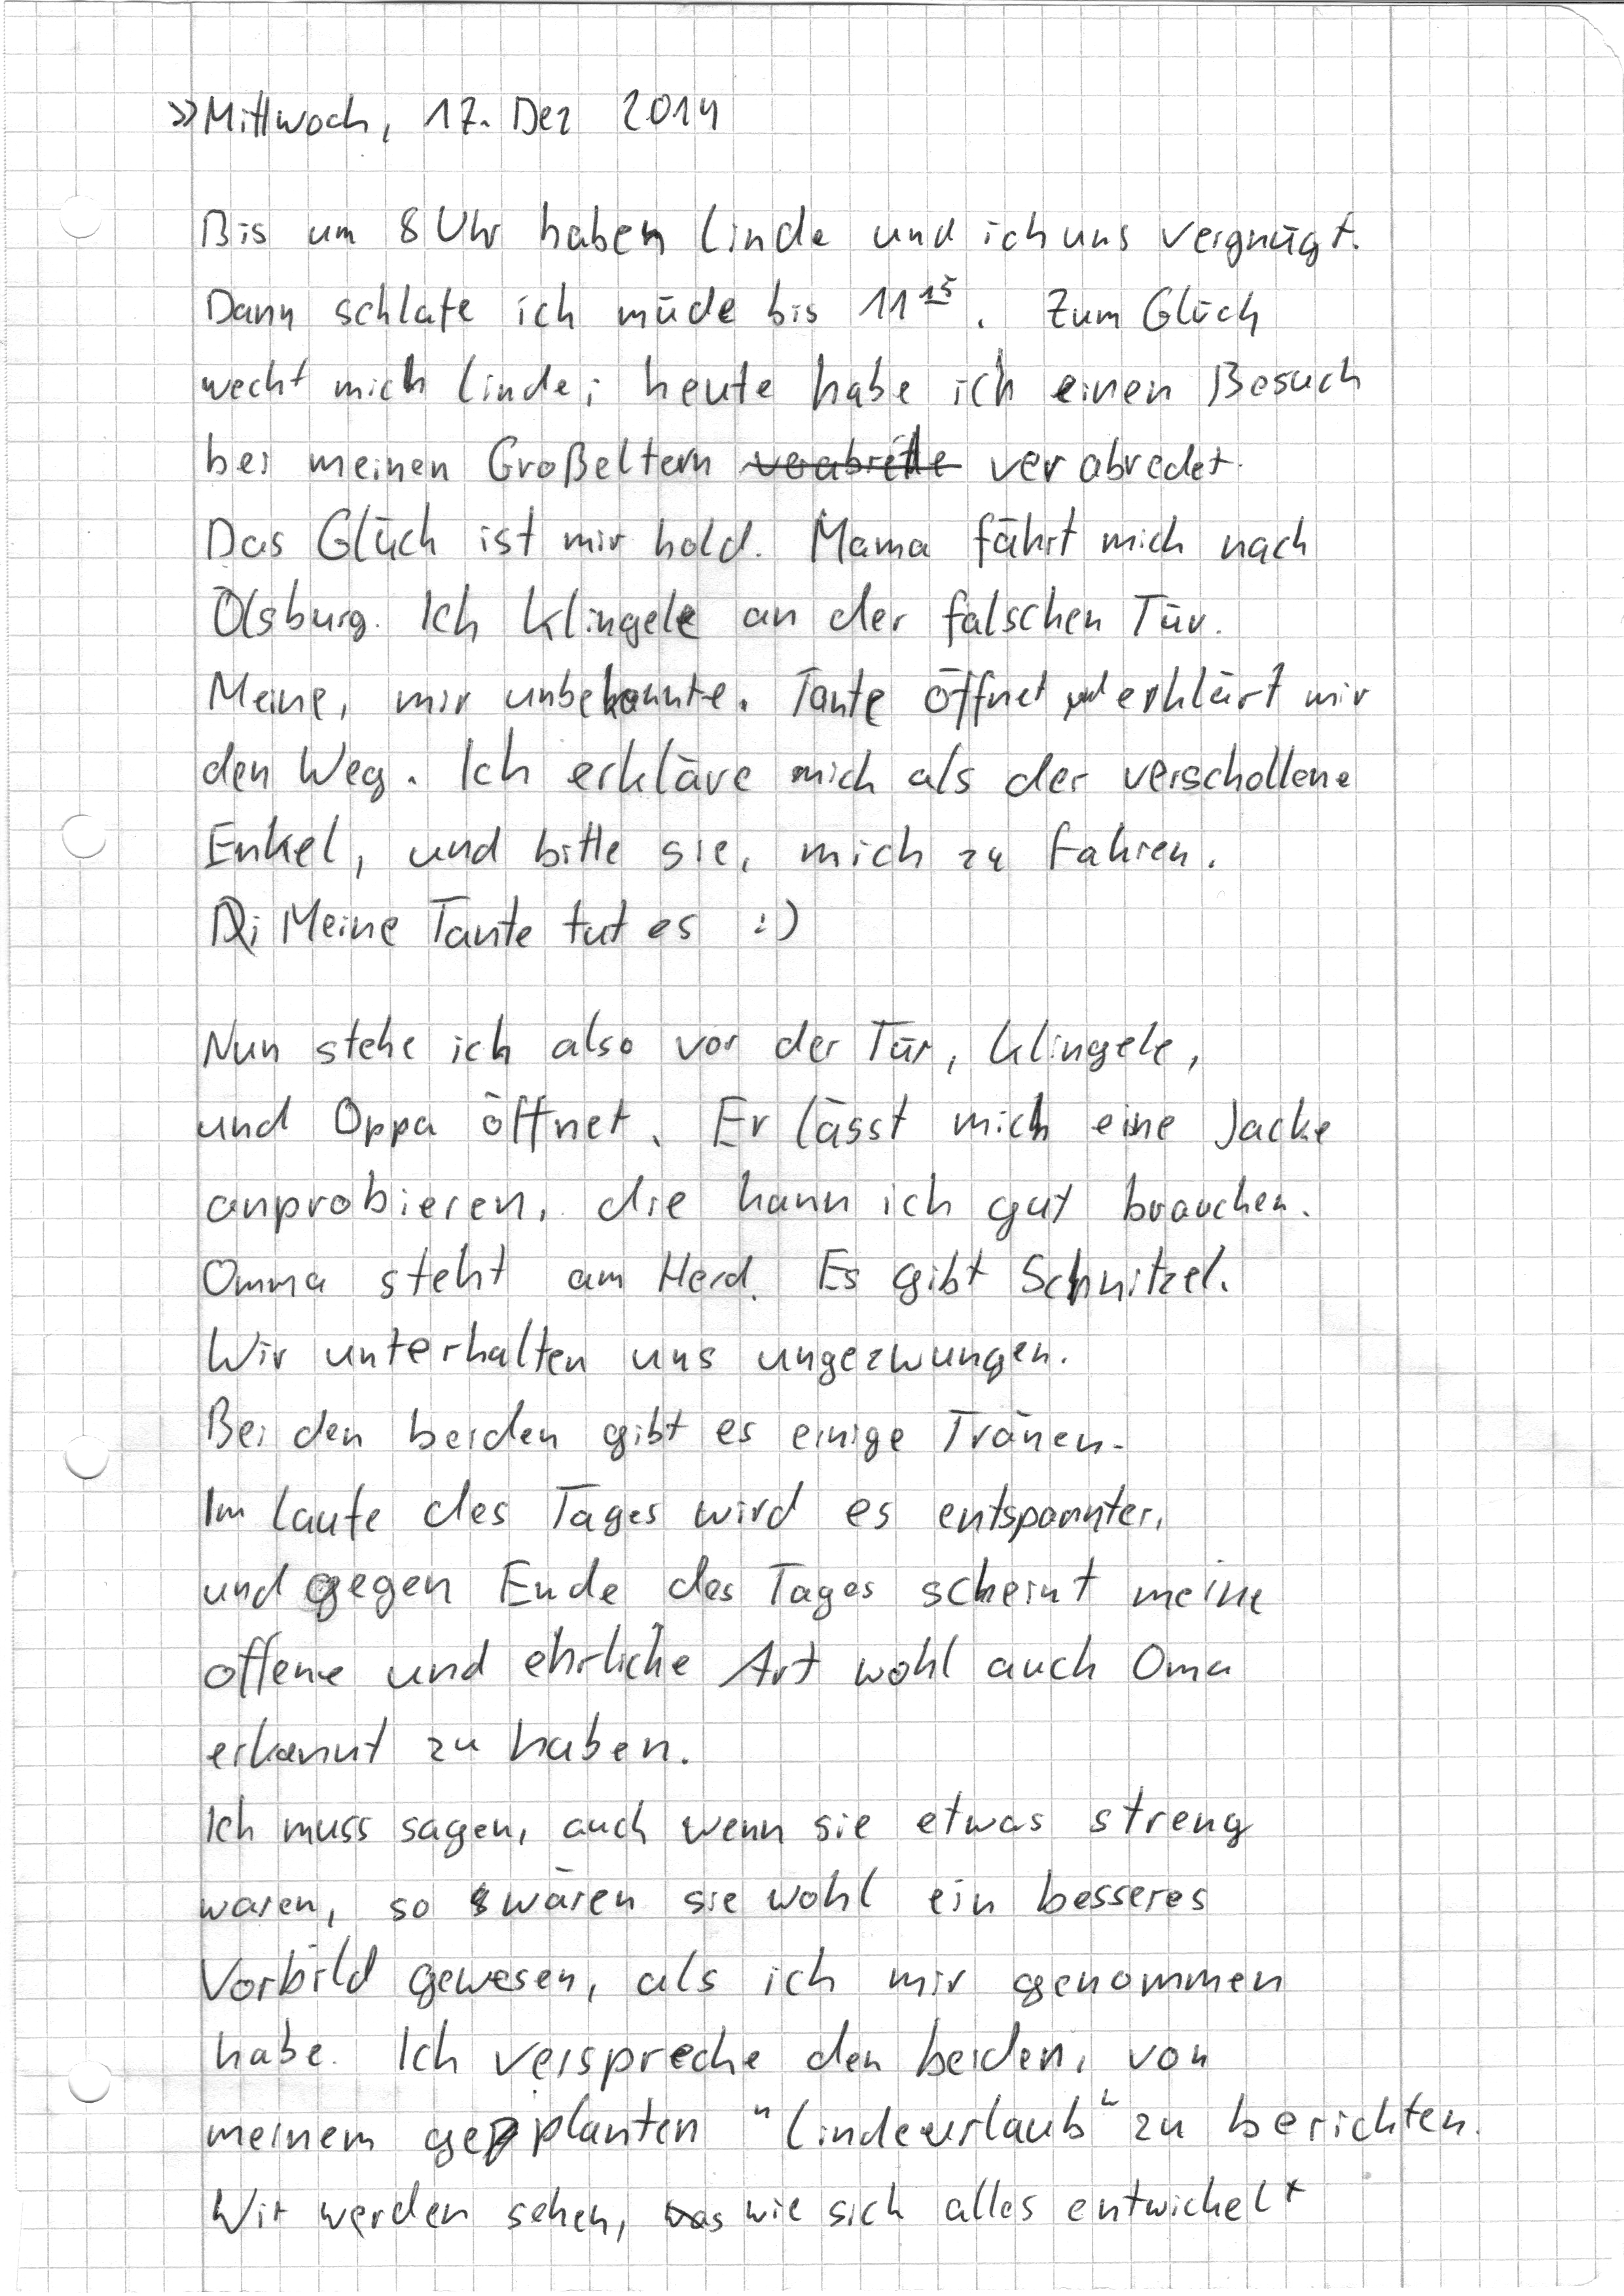 »Mittwoch, 17. Dez 2014
Bis um 8 Uhr haben Linde und ich uns vergnügt.
Dann schlafe ich müde bis 11¹⁵. Zum Glück
weckt mich Linde; heute habe ich einen Besuch
bei meinen Großeltern verabredet.
Das Glück ist mir hold. Mama fährt mich nach
Ölsburg. Ich klingele an der falschen Tür.
Meine, mir unbekannte, Tante öffnet und erklärt mir
den Weg. Ich erkläre mich als der verschollene
Enkel, und bitte sie, mich zu fahren.
Di Meine Tante tut es :)
Nun stehe ich also vor der Tür, klingele,
und Oppa öffnet. Er lässt mich eine Jacke
anprobieren, die kann ich gut brauchen.
Omma steht am Herd. Es gibt Schnitzel.
Wir unterhalten uns ungezwungen.
Bei den beiden gibt es einige Tränen.
Im Laufe des Tages wird es entspannter,
und gegen Ende des Tages scheint meine
offene und ehrliche Art wohl auch Oma
erkannt zu haben.
Ich muss sagen, auch wenn sie etwas streng
waren, so wären sie wohl ein besseres
Vorbild gewesen, als ich mir genommen
habe. Ich verspreche den beiden, von
meinem geplanten "Lindeurlaub" zu berichten.
Wir werden sehen, was wie sich alles entwickelt